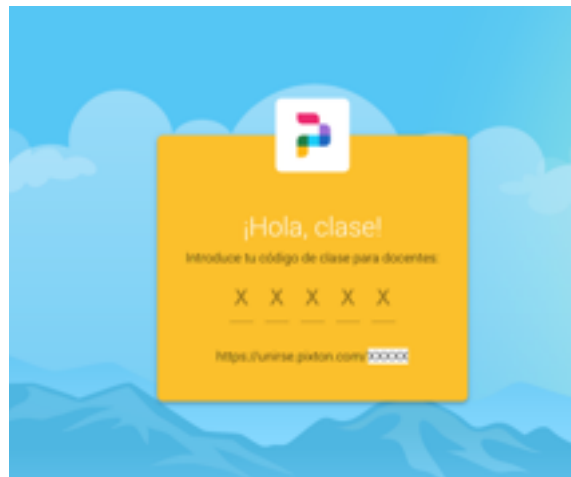 ¡Hola, clase!
Introduce tu código de clase para docentes:
X X X X X
https://unirse.pixton.com/XXXXX